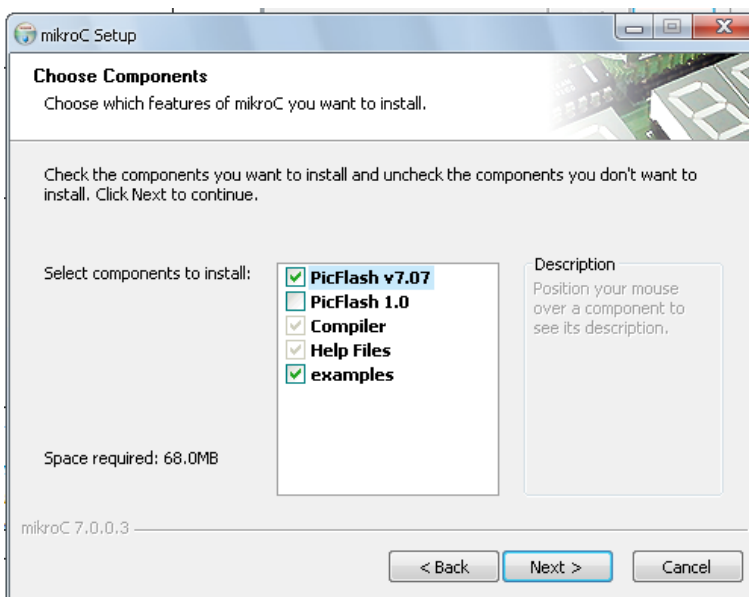 mikroC Setup
Choose Components
Choose which features of mikroC you want to install.
Check the components you want to install and uncheck the components you don't want to
install. Click Next to continue.
Select components to install:
PicFlash v7.07
PicFlash 1.0
Compiler
Help Files
examples
Description
Position your mouse
over a component to
see its description.
Space required: 68.0MB
mikroC 7.0.0.3
< Back
Next >
Cancel